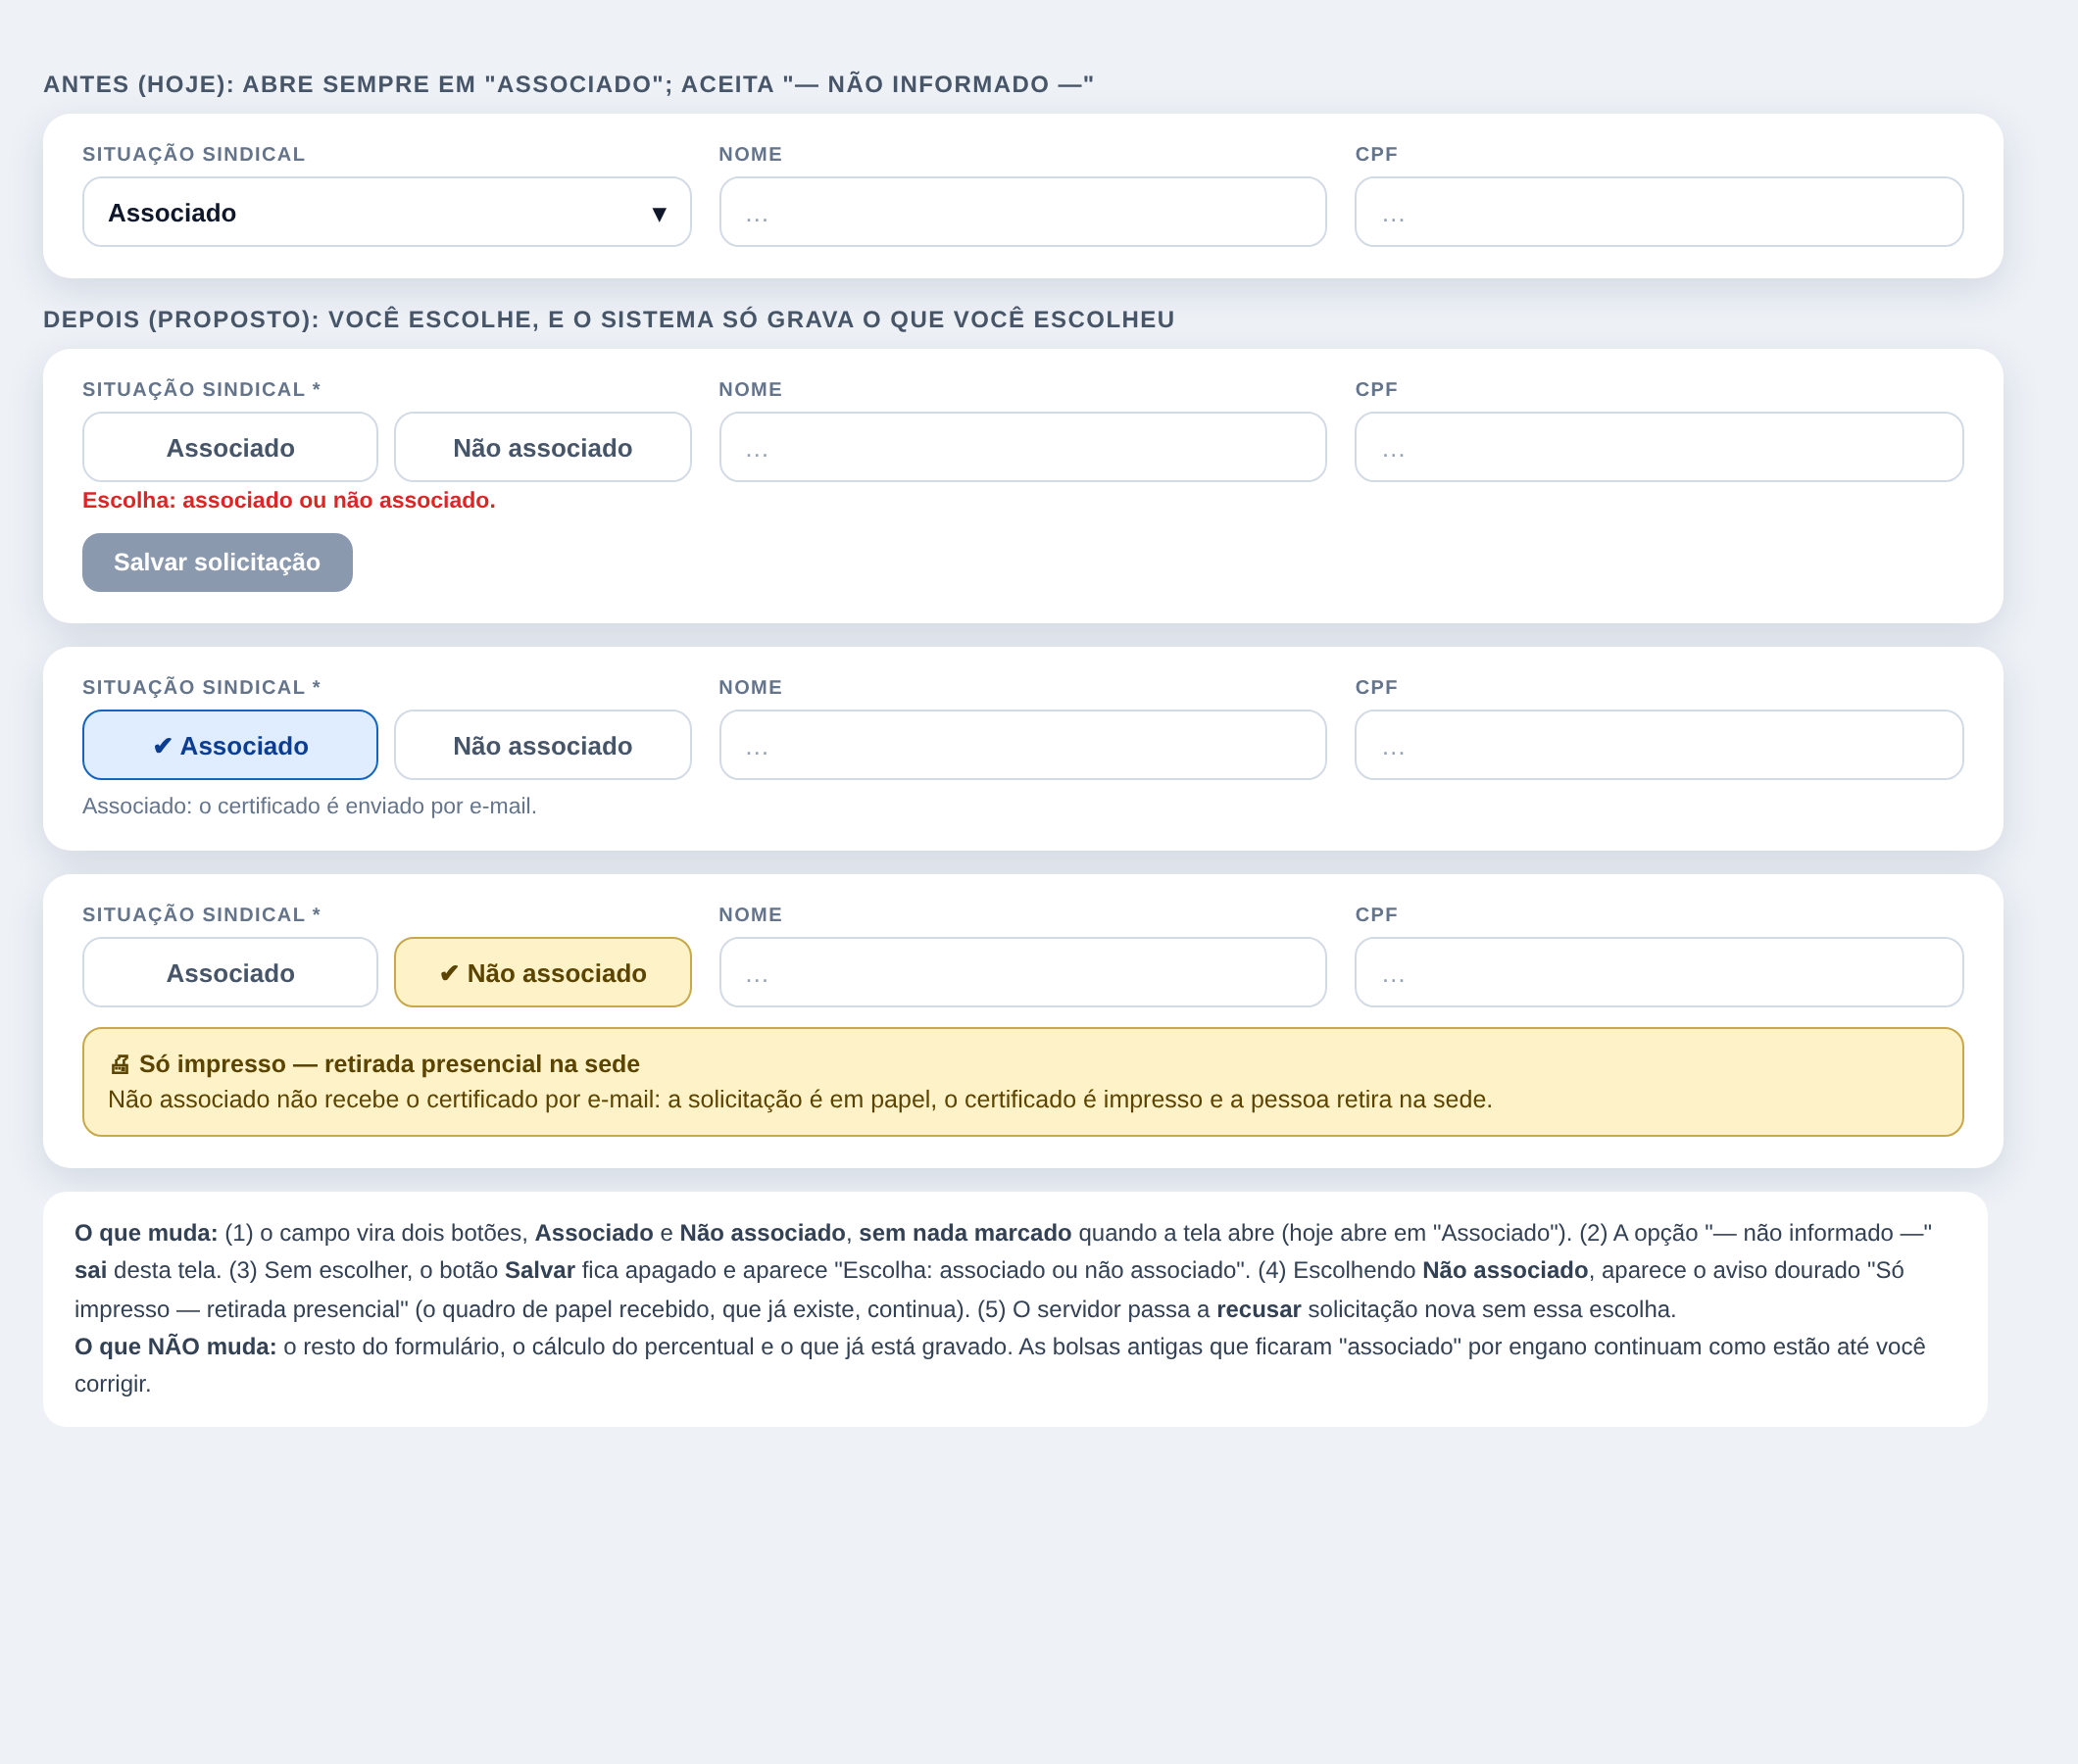 ANTES (HOJE): ABRE SEMPRE EM "ASSOCIADO"; ACEITA "— NÃO INFORMADO —"
SITUAÇÃO SINDICAL
NOME
CPF
Associado ▼
...
...
DEPOIS (PROPOSTO): VOCÊ ESCOLHE, E O SISTEMA SÓ GRAVA O QUE VOCÊ ESCOLHEU
SITUAÇÃO SINDICAL *
NOME
CPF
Associado
Não associado
...
...
Escolha: associado ou não associado.
Salvar solicitação
SITUAÇÃO SINDICAL *
NOME
CPF
✔ Associado
Não associado
...
...
Associado: o certificado é enviado por e-mail.
SITUAÇÃO SINDICAL *
NOME
CPF
Associado
✔ Não associado
...
...
🖨 Só impresso — retirada presencial na sede
Não associado não recebe o certificado por e-mail: a solicitação é em papel, o certificado é impresso e a pessoa retira na sede.
O que muda: (1) o campo vira dois botões, Associado e Não associado, sem nada marcado quando a tela abre (hoje abre em "Associado"). (2) A opção "— não informado —"
sai desta tela. (3) Sem escolher, o botão Salvar fica apagado e aparece "Escolha: associado ou não associado". (4) Escolhendo Não associado, aparece o aviso dourado "Só
impresso — retirada presencial" (o quadro de papel recebido, que já existe, continua). (5) O servidor passa a recusar solicitação nova sem essa escolha.
O que NÃO muda: o resto do formulário, o cálculo do percentual e o que já está gravado. As bolsas antigas que ficaram "associado" por engano continuam como estão até você
corrigir.